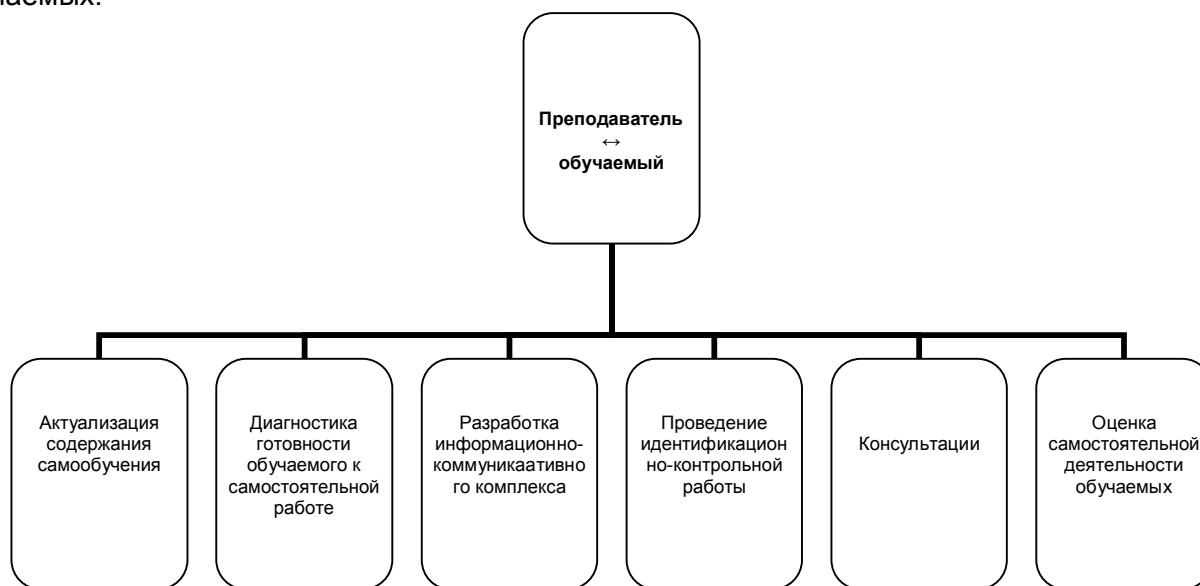 чаемых.
Преподаватель
↔
обучаемый
Актуализация
содержания
самообучения
Диагностика
готовности
обучаемого к
самостоятельной
работе
Разработка
информационно-
коммуникаативно
го комплекса
Проведение
идентификацион
но-контрольной
работы
Консультации
Оценка
самостоятельной
деятельности
обучаемых